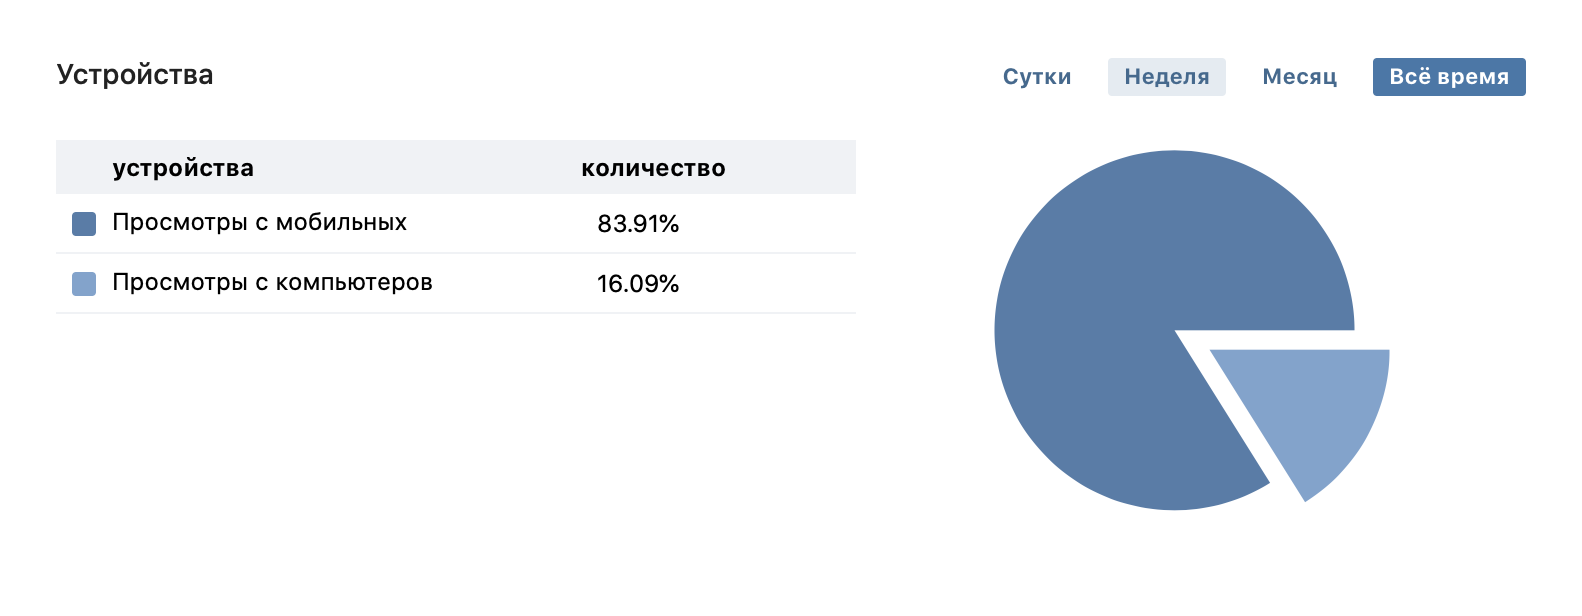 Устройства
Сутки Неделя Месяц Всё время
устройства количество
Просмотры с мобильных 83.91%
Просмотры с компьютеров 16.09%